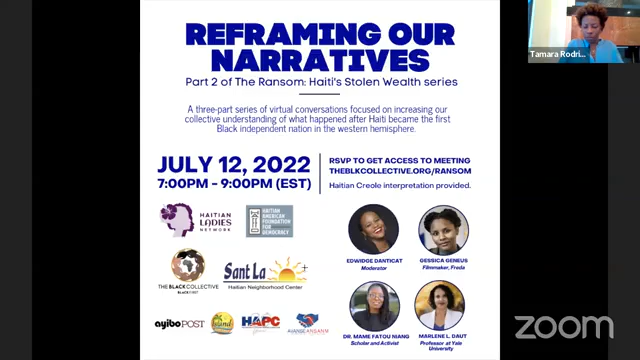 REFRAMING OUR
NARRATIVES
Part 2 of The Ransom: Haiti's Stolen Wealth series
A three-part series of virtual conversations focused on increasing our
collective understanding of what happened after Haiti became the first
Black independent nation in the western hemisphere.
JULY 12, 2022
7:00PM - 9:00PM (EST)
RSVP TO GET ACCESS TO MEETING
THEBLKCOLLECTIVE.ORG/RANSOM
Haitian Creole interpretation provided.
HAITIAN
LADIES
NETWORK
HAITIAN
AMERICAN
FOUNDATION
FOR
DEMOCRACY
THE BLACK COLLECTIVE
Sant La
Haitian Neighborhood Center
ayiboPOST
Island
HAPC
AYISYENANSANM
EDWIDGE DANTICAT
Moderator
GESSICA GENEUS
Filmmaker, Freda
DR. MAME FATOU NIANG
Scholar and Activist
MARLENE L. DAUT
Professor at Yale
University
Tamara Rodri...
zoom